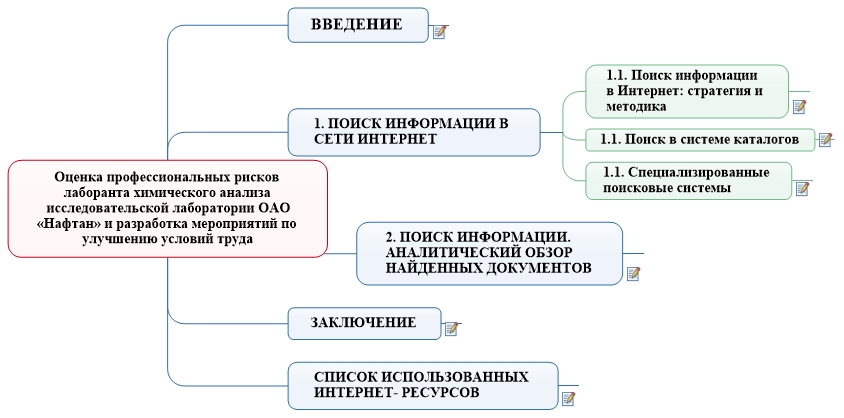 ВВЕДЕНИЕ
1. ПОИСК ИНФОРМАЦИИ В
СЕТИ ИНТЕРНЕТ
1.1. Поиск информации
в Интернет: стратегия и
методика
1.1. Поиск в системе каталогов
1.1. Специализированные
поисковые системы
Оценка профессиональных рисков
лаборанта химического анализа
исследовательской лаборатории ОАО
«Нафтан» и разработка мероприятий по
улучшению условий труда
2. ПОИСК ИНФОРМАЦИИ.
АНАЛИТИЧЕСКИЙ ОБЗОР
НАЙДЕННЫХ ДОКУМЕНТОВ
ЗАКЛЮЧЕНИЕ
СПИСОК ИСПОЛЬЗОВАННЫХ
ИНТЕРНЕТ- РЕСУРСОВ